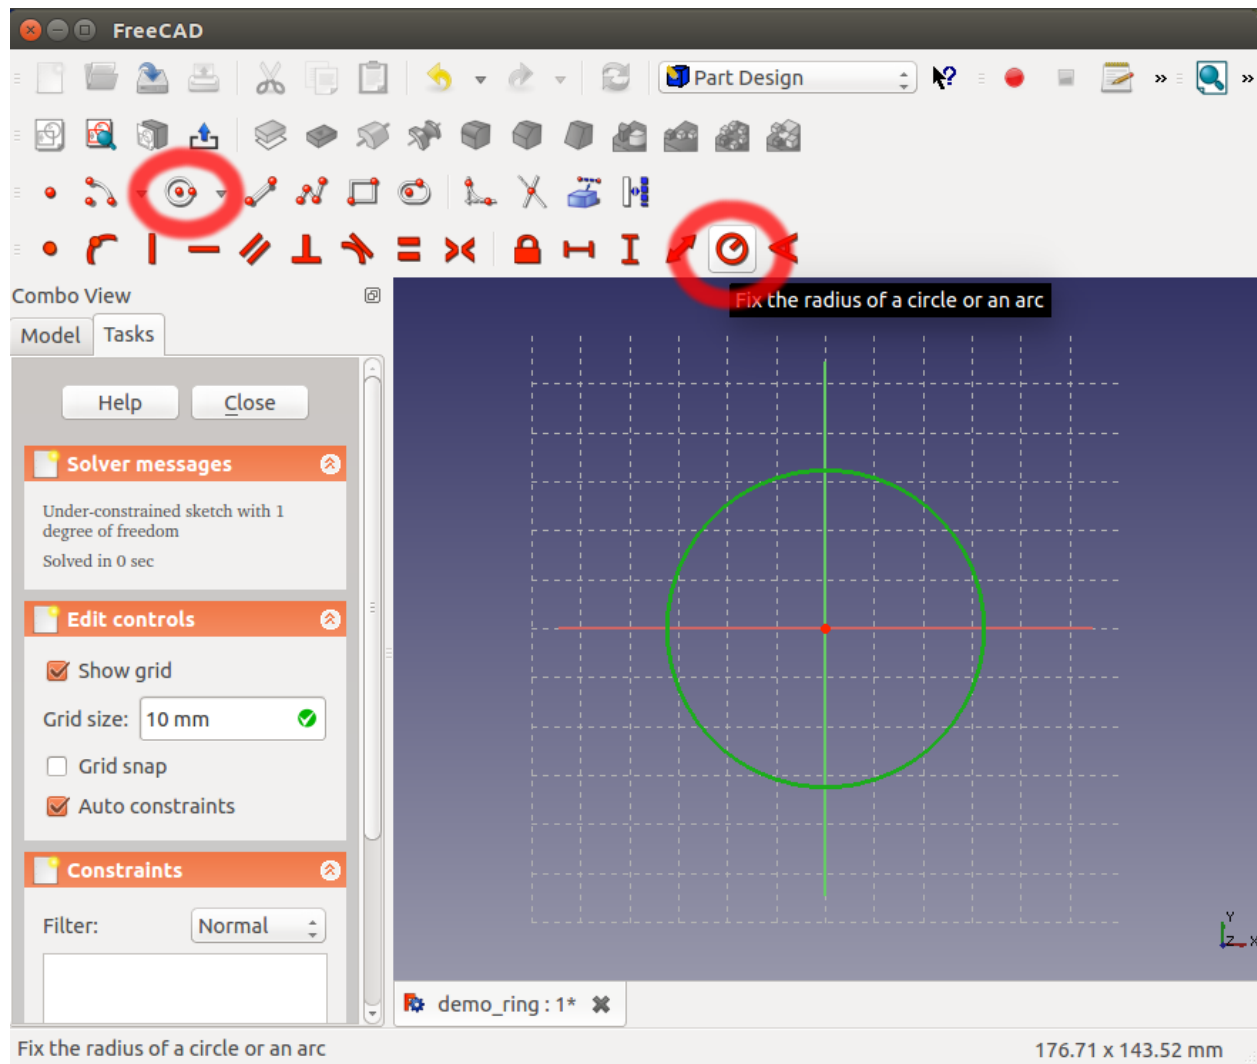 FreeCAD
Part Design
Fix the radius of a circle or an arc
Combo View
Model Tasks
Help Close
Solver messages
Under-constrained sketch with 1
degree of freedom
Solved in 0 sec
Edit controls
Show grid
Grid size: 10 mm
Grid snap
Auto constraints
Constraints
Filter: Normal
Y
Z X
demo_ring : 1*
Fix the radius of a circle or an arc 176.71 x 143.52 mm